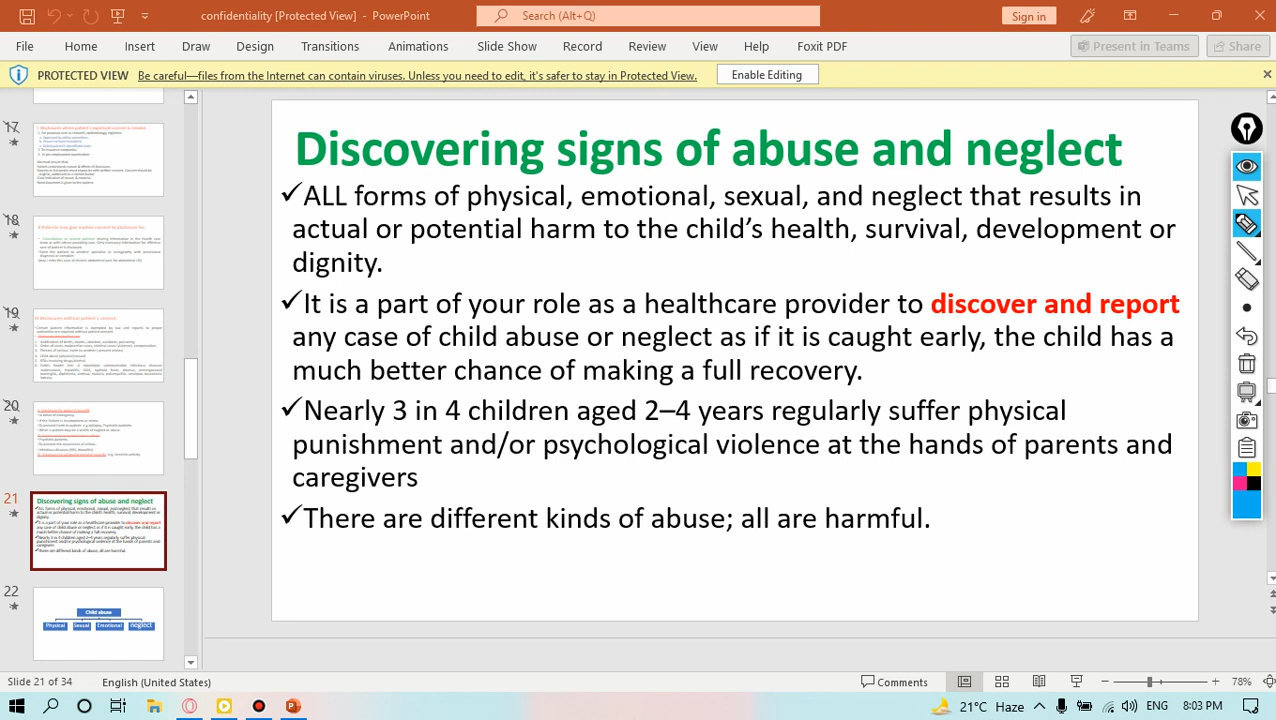 confidentiality [Protected View] - PowerPoint
Search (Alt+Q)
Sign in
File Home Insert Draw Design Transitions Animations Slide Show Record Review View Help Foxit PDF
Present in Teams
Share
PROTECTED VIEW Be careful—files from the Internet can contain viruses. Unless you need to edit, it's safer to stay in Protected View.
Enable Editing
17
18
19
20
21
Discovering signs of abuse and neglect
22
Child abuse
Physical Sexual Emotional neglect
Discovering signs of abuse and neglect
✓ALL forms of physical, emotional, sexual, and neglect that results in
actual or potential harm to the child's health, survival, development or
dignity.
✓It is a part of your role as a healthcare provider to discover and report
any case of child abuse or neglect as if it is caught early, the child has a
much better chance of making a full recovery.
✓Nearly 3 in 4 children aged 2–4 years regularly suffer physical
punishment and/or psychological violence at the hands of parents and
caregivers
✓There are different kinds of abuse; all are harmful.
Slide 21 of 34
English (United States)
Comments
78%
21°C Haze
ENG
8:03 PM